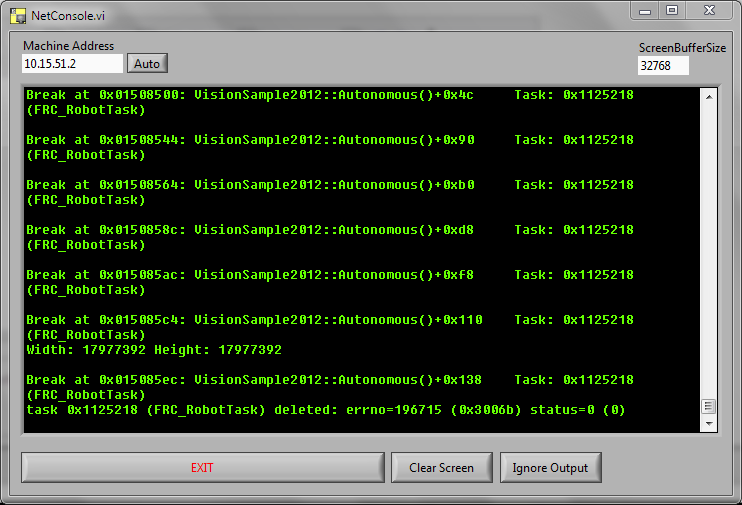 NetConsole.vi
Machine Address
10.15.51.2 Auto
ScreenBufferSize
32768
Break at 0x01508500: VisionSample2012::Autonomous()+0x4c Task: 0x1125218
(FRC_RobotTask)
Break at 0x01508544: VisionSample2012::Autonomous()+0x90 Task: 0x1125218
(FRC_RobotTask)
Break at 0x01508564: VisionSample2012::Autonomous()+0xb0 Task: 0x1125218
(FRC_RobotTask)
Break at 0x0150858c: VisionSample2012::Autonomous()+0xd8 Task: 0x1125218
(FRC_RobotTask)
Break at 0x015085ac: VisionSample2012::Autonomous()+0xf8 Task: 0x1125218
(FRC_RobotTask)
Break at 0x015085c4: VisionSample2012::Autonomous()+0x110 Task: 0x1125218
(FRC_RobotTask)
Width: 17977392 Height: 17977392
Break at 0x015085ec: VisionSample2012::Autonomous()+0x138 Task: 0x1125218
(FRC_RobotTask)
task 0x1125218 (FRC_RobotTask) deleted: errno=196715 (0x3006b) status=0 (0)
EXIT Clear Screen Ignore Output